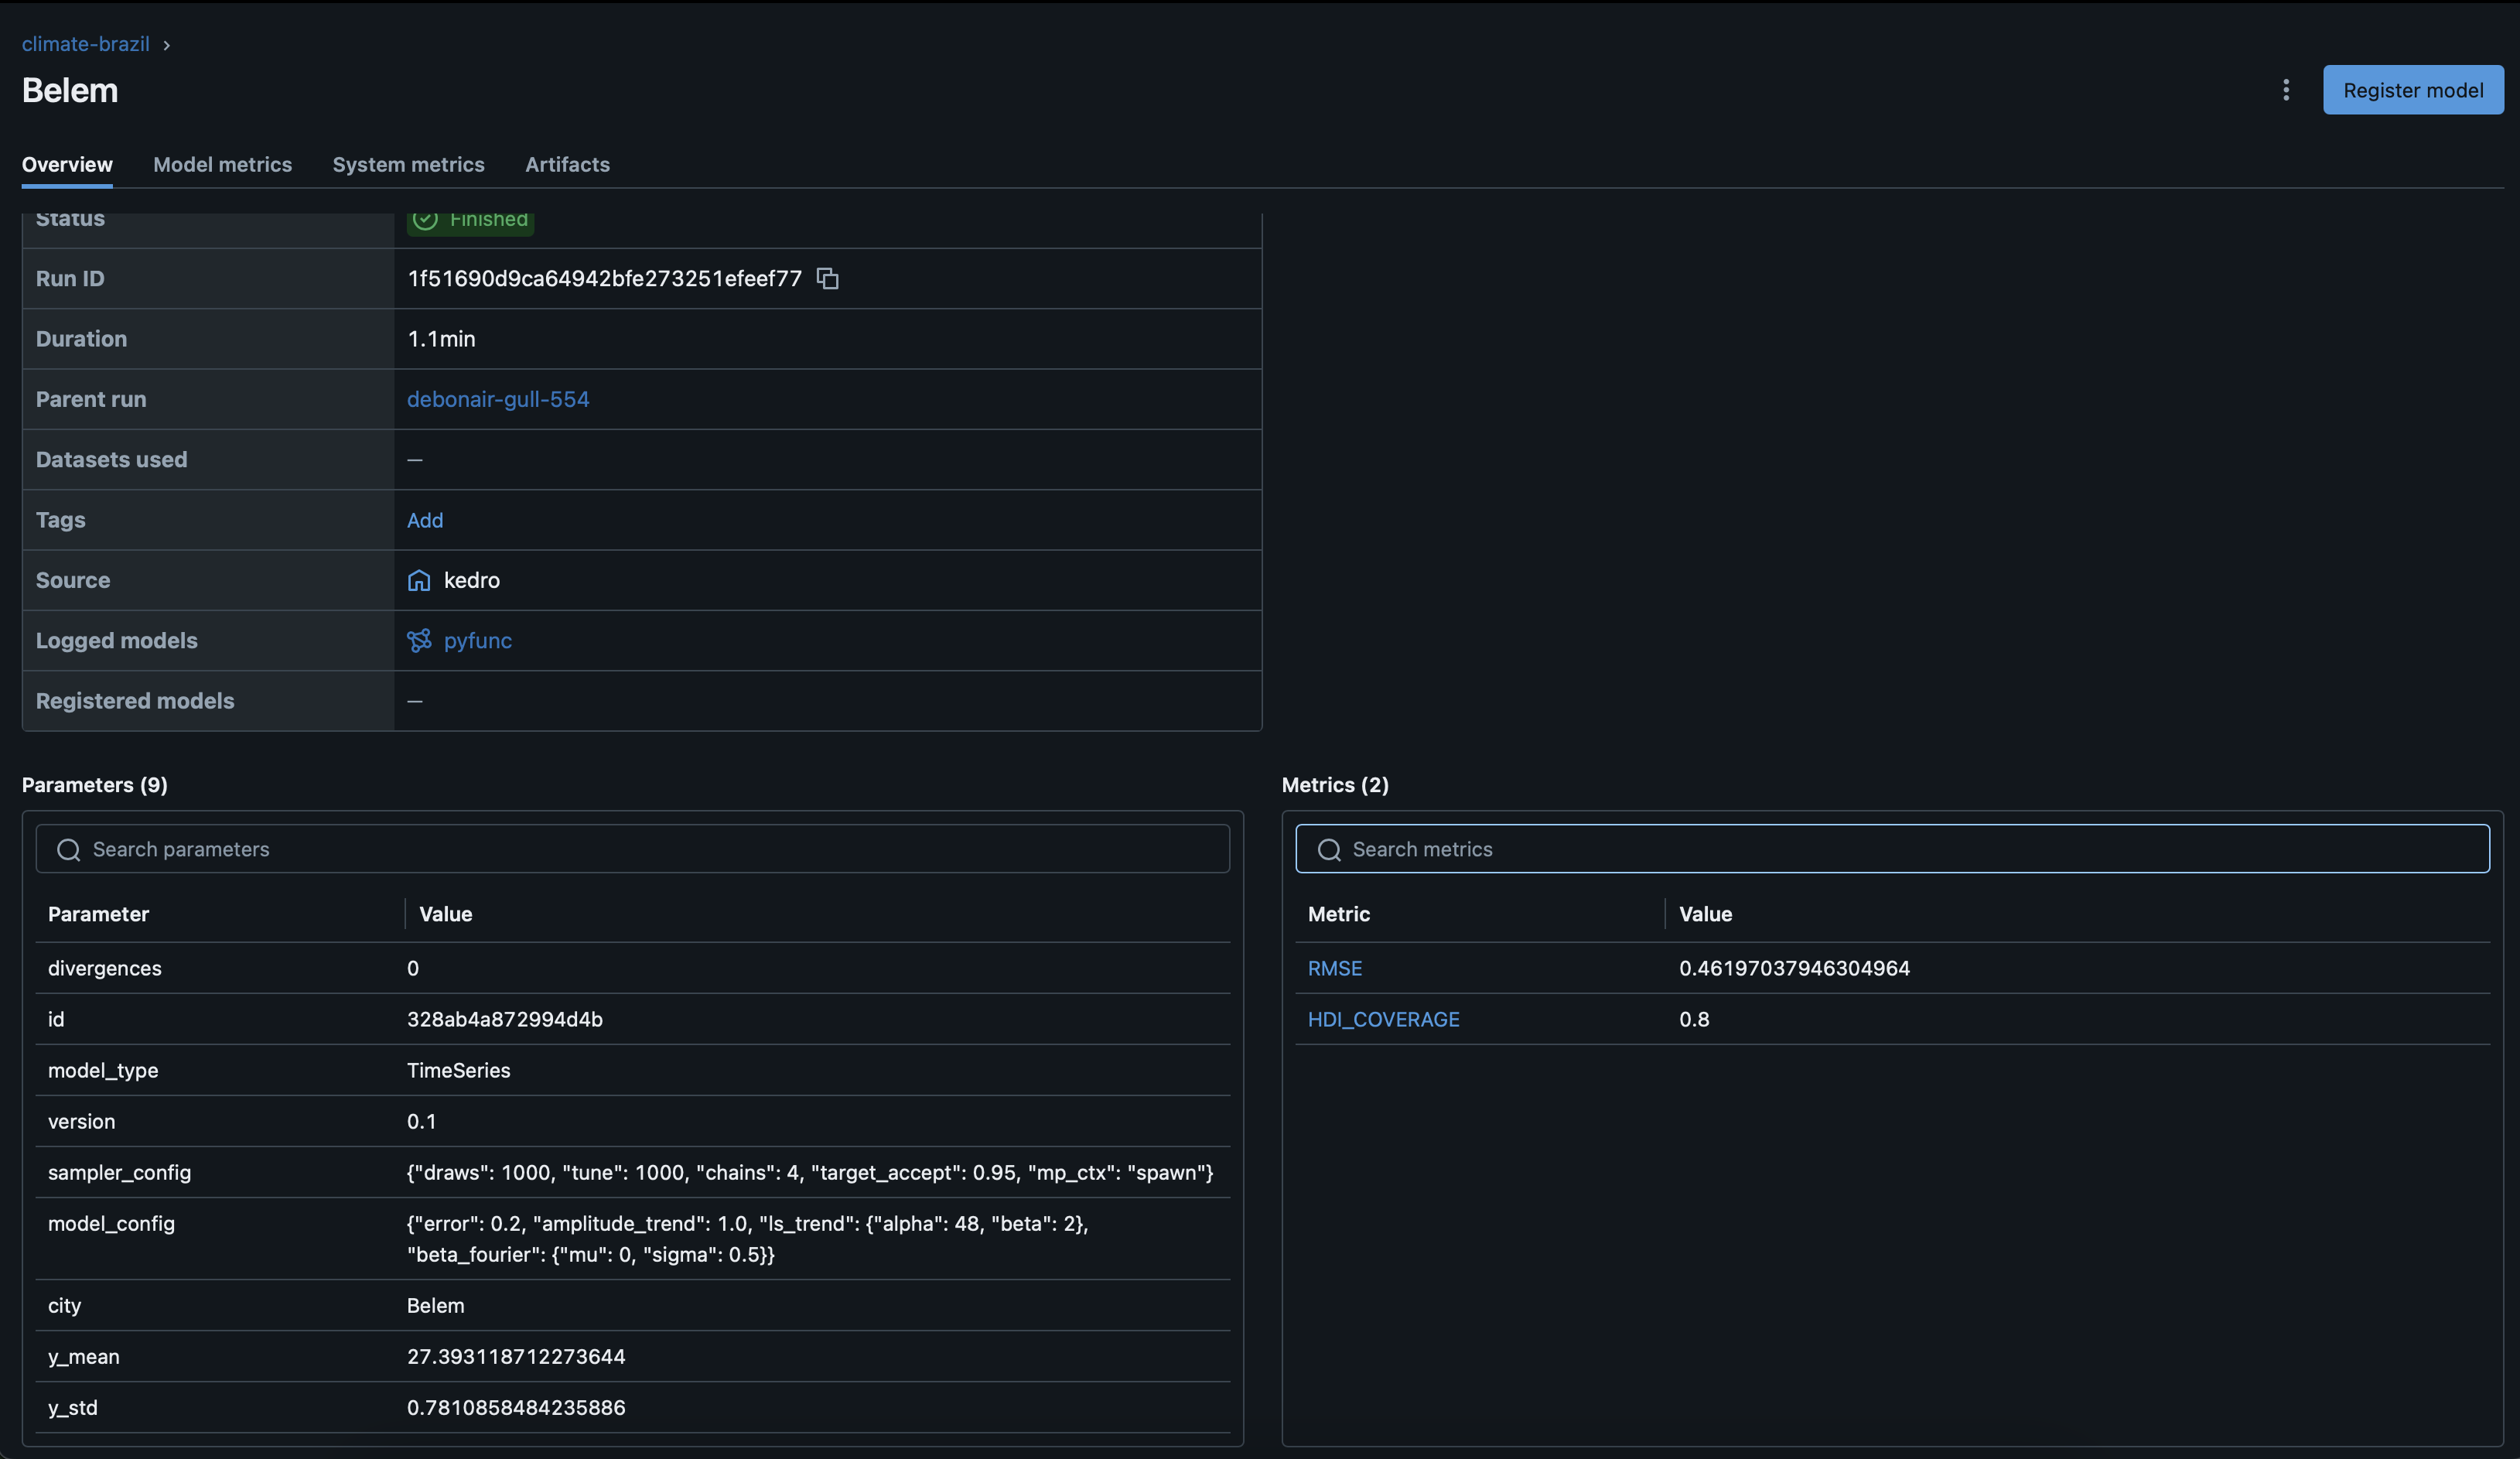 climate-brazil
Belem
Register model
Overview Model metrics System metrics Artifacts
Status Finished
Run ID 1f51690d9ca64942bfe273251efeef77
Duration 1.1min
Parent run debonair-gull-554
Datasets used —
Tags Add
Source kedro
Logged models pyfunc
Registered models —
Parameters (9)
Search parameters
Parameter Value
divergences 0
id 328ab4a872994d4b
model_type TimeSeries
version 0.1
sampler_config {"draws": 1000, "tune": 1000, "chains": 4, "target_accept": 0.95, "mp_ctx": "spawn"}
model_config {"error": 0.2, "amplitude_trend": 1.0, "ls_trend": {"alpha": 48, "beta": 2},
"beta_fourier": {"mu": 0, "sigma": 0.5}}
city Belem
y_mean 27.393118712273644
y_std 0.7810858484235886
Metrics (2)
Search metrics
Metric Value
RMSE 0.46197037946304964
HDI_COVERAGE 0.8